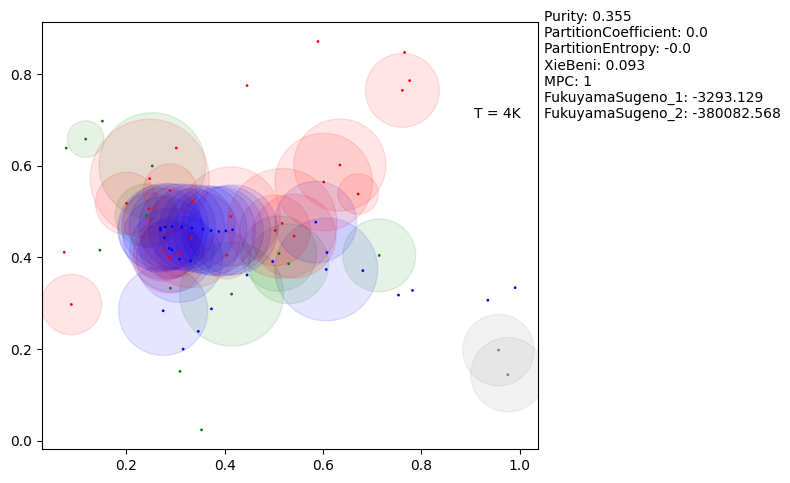 Purity: 0.355
PartitionCoefficient: 0.0
PartitionEntropy: -0.0
XieBeni: 0.093
MPC: 1
FukuyamaSugeno_1: -3293.129
FukuyamaSugeno_2: -380082.568
T = 4K
0.8
0.6
0.4
0.2
0.0
0.2 0.4 0.6 0.8 1.0